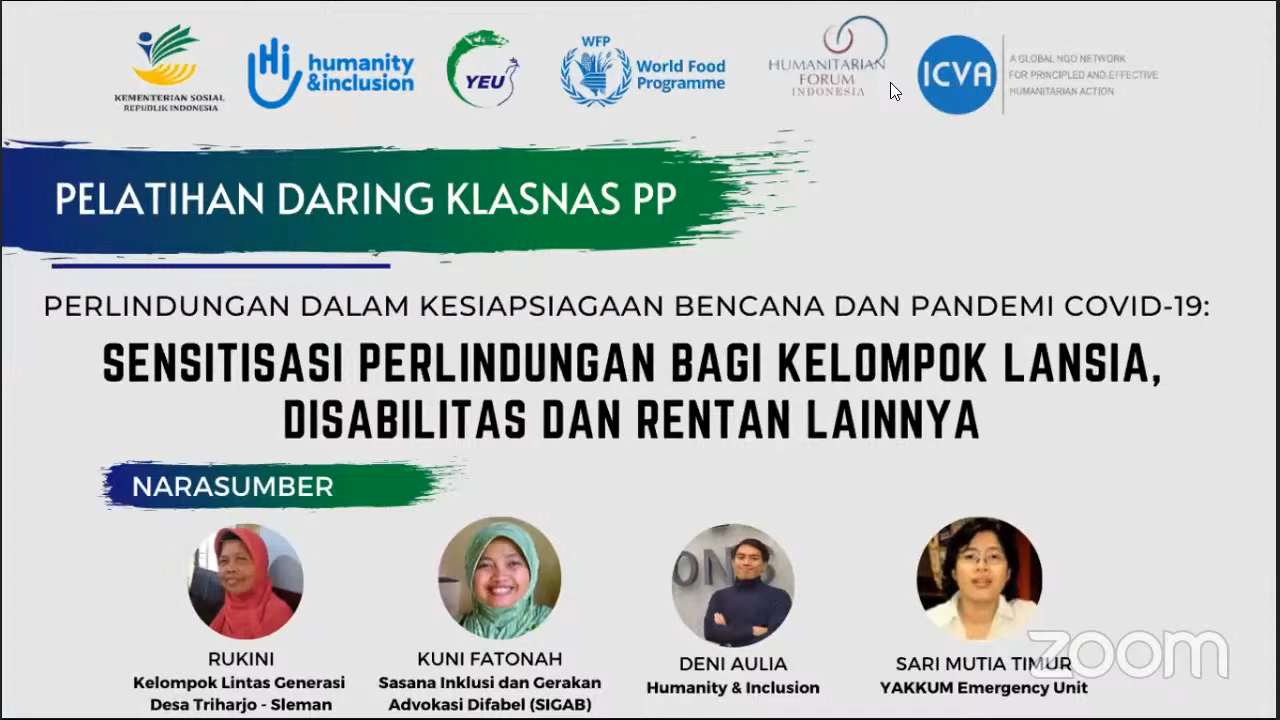 KEMENTERIAN SOSIAL
REPUBLIK INDONESIA
Hi
humanity
&inclusion
YEU
WFP
World Food
Programme
HUMANITARIAN
FORUM
INDONESIA
ICVA
A GLOBAL NGO NETWORK
FOR PRINCIPLED AND EFFECTIVE
HUMANITARIAN ACTION
PELATIHAN DARING KLASNAS PP
PERLINDUNGAN DALAM KESIAPSIAGAAN BENCANA DAN PANDEMI COVID-19:
SENSITISASI PERLINDUNGAN BAGI KELOMPOK LANSIA,
DISABILITAS DAN RENTAN LAINNYA
NARASUMBER
RUKINI
Kelompok Lintas Generasi
Desa Triharjo - Sleman
KUNI FATONAH
Sasana Inklusi dan Gerakan
Advokasi Difabel (SIGAB)
ONS
DENI AULIA
Humanity & Inclusion
SARI MUTIA TIMUR
YAKKUM Emergency Unit
zoom